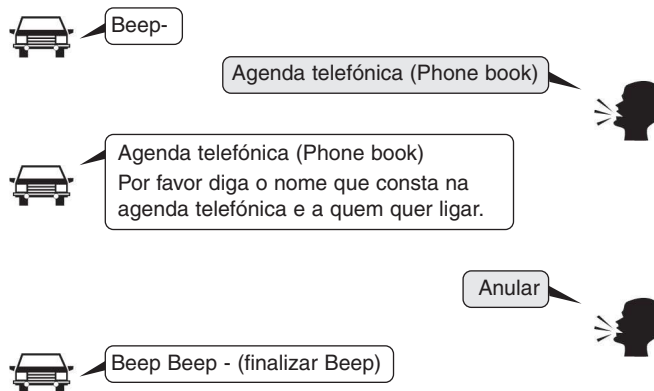 Beep-
Agenda telefónica (Phone book)
Agenda telefónica (Phone book)
Por favor diga o nome que consta na
agenda telefónica e a quem quer ligar.
Anular
Beep Beep - (finalizar Beep)